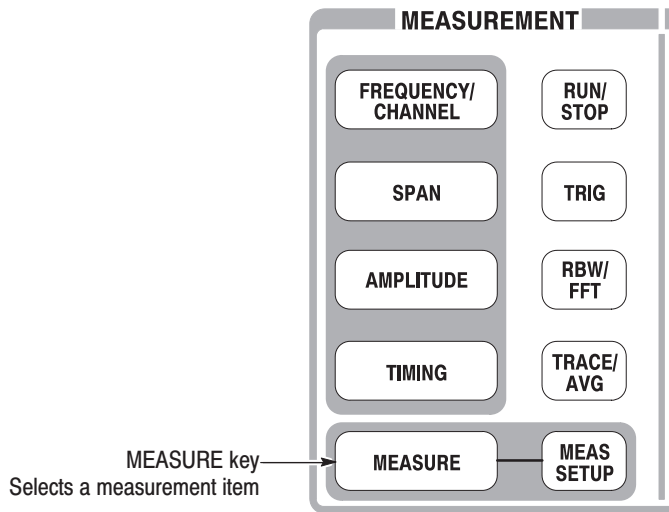 MEASUREMENT
FREQUENCY/
CHANNEL
RUN/
STOP
SPAN
TRIG
AMPLITUDE
RBW/
FFT
TIMING
TRACE/
AVG
MEASURE key
Selects a measurement item
MEASURE
MEAS
SETUP